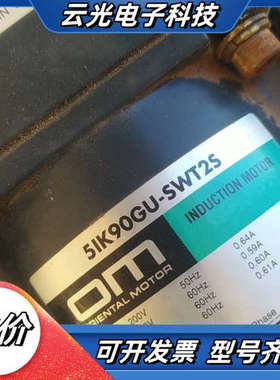 云光电子科技
5IK90GU-SWT2S
INDUCTION MOTOR
om
ORIENTAL MOTOR
200V
50Hz
60Hz
60Hz
60Hz
0.64A
0.59A
0.60A
0.61A
Phase
价
可开发票 型号齐